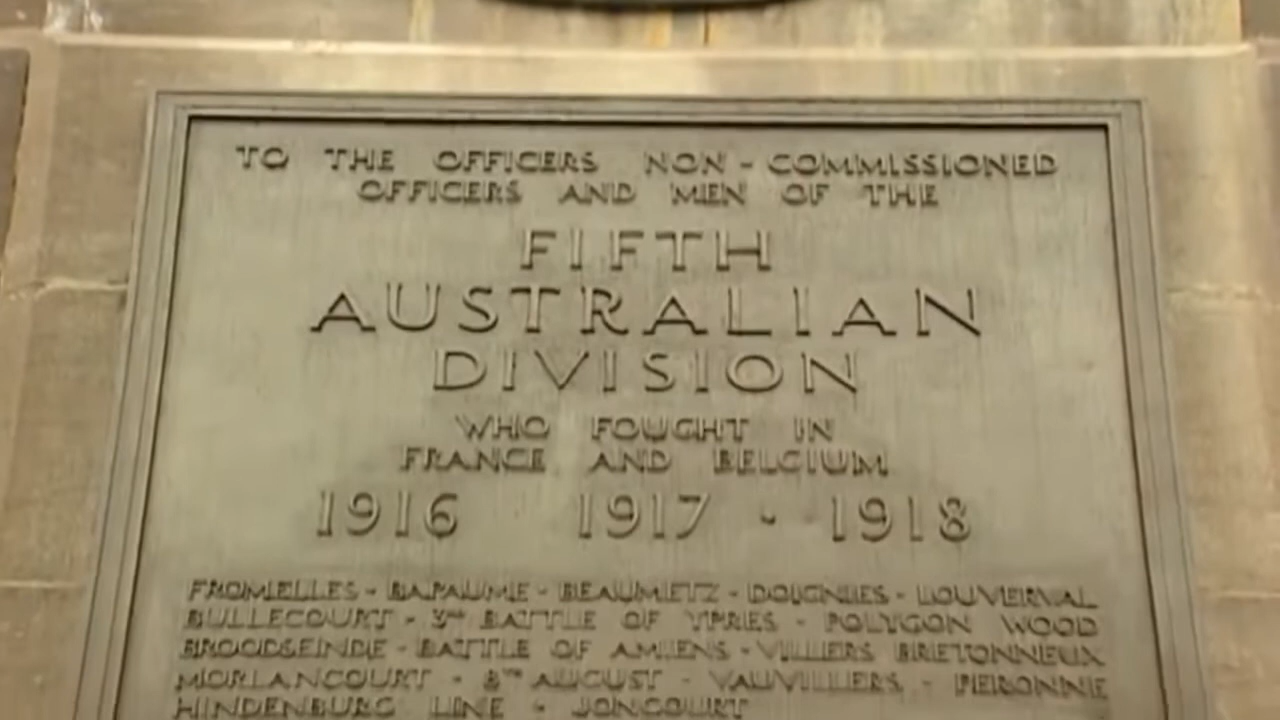 TO THE OFFICERS NON-COMMISSIONED
OFFICERS AND MEN OF THE
FIFTH
AUSTRALIAN
DIVISION
WHO FOUGHT IN
FRANCE AND BELGIUM
1916 1917 · 1918
FROMELLES - BAPAUME - BEAUMETZ - DOIGNIES - LOUVERVAL
BULLECOURT - 3RD BATTLE OF YPRES - POLYGON WOOD
BROODSEINDE - BATTLE OF AMIENS - VILLERS BRETONNEUX
MORLANCOURT - 8TH AUGUST - VAUVILLERS - PERONNE
HINDENBURG LINE - JONCOURT